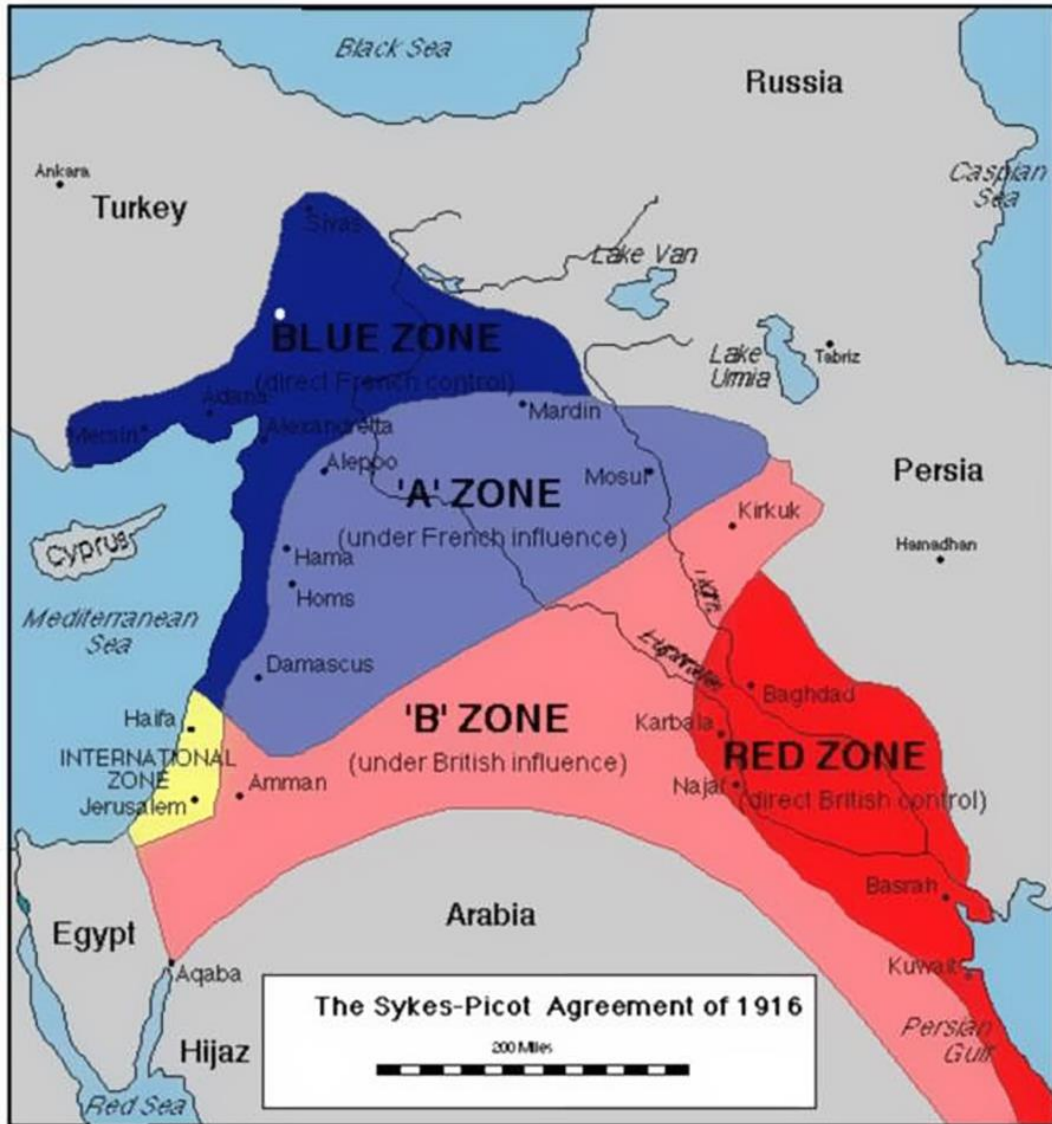 Black Sea
Russia
Ankara
Caspian
Sea
Turkey
Sivas
Lake Van
BLUE ZONE
(direct French control)
Lake
Urmia
Tabriz
Adana
Mersin
Alexandretta
Mardin
Aleppo
Mosul
'A' ZONE
(under French influence)
Persia
Kirkuk
Hamadhan
Cyprus
Hama
Homs
Mediterranean
Sea
Euphrates
Damascus
Baghdad
Haifa
'B' ZONE
(under British influence)
Karbala
INTERNATIONAL
ZONE
RED ZONE
(direct British control)
Amman
Najaf
Jerusalem
Basrah
Arabia
Egypt
Aqaba
Kuwait
The Sykes-Picot Agreement of 1916
200 Miles
Persian
Gulf
Hijaz
Red Sea